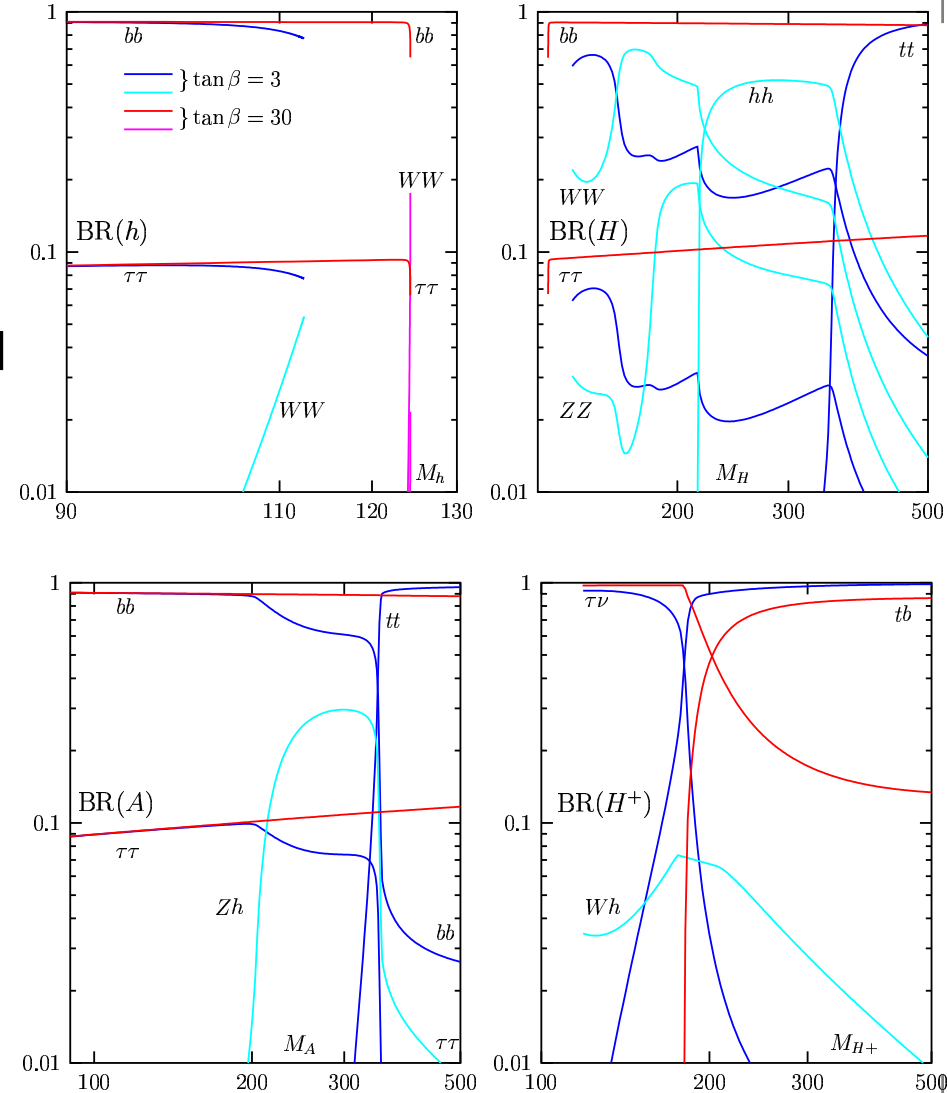 1
bb
bb
} tan β = 3
} tan β = 30
WW
BR(h)
0.1
ττ
ττ
WW
M_h
0.01
90
110
120
130
1
bb
tt
hh
WW
BR(H)
0.1
ττ
ZZ
M_H
0.01
200
300
500
1
bb
tt
BR(A)
0.1
ττ
Zh
bb
M_A
ττ
0.01
100
200
300
500
1
τν
tb
BR(H⁺)
0.1
Wh
M_{H+}
0.01
100
200
300
500